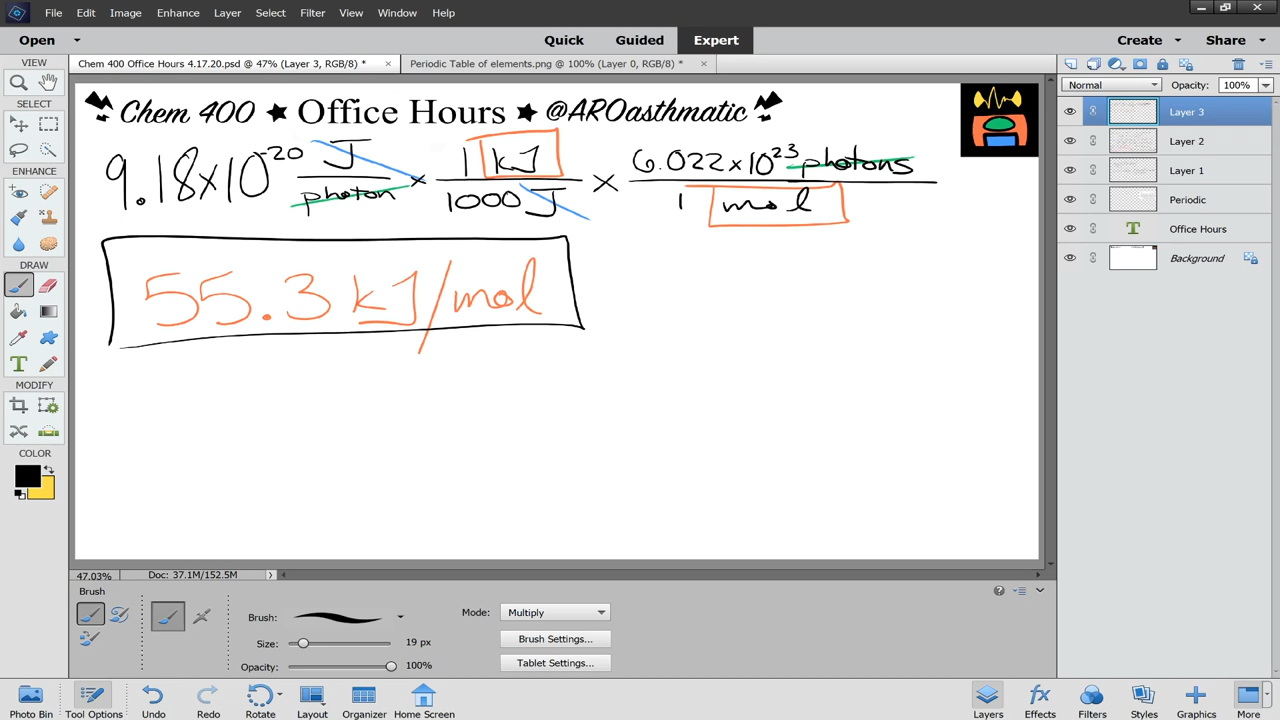 File Edit Image Enhance Layer Select Filter View Window Help
Open Quick Guided Expert Create Share
Chem 400 Office Hours 4.17.20.psd @ 47% (Layer 3, RGB/8) * × Periodic Table of elements.png @ 100% (Layer 0, RGB/8) * ×
VIEW
SELECT
ENHANCE
DRAW
MODIFY
COLOR
Chem 400 ★ Office Hours ★ @AROasthmatic
9.18x10⁻²⁰ J/photon × 1 kJ/1000 J × 6.022x10²³ photons/1 mol
55.3 kJ/mol
Normal Opacity: 100%
Layer 3
Layer 2
Layer 1
Periodic
T Office Hours
Background
47.03% Doc: 37.1M/152.5M
Brush
Brush: Mode: Multiply
Size: 19 px Brush Settings...
Opacity: 100% Tablet Settings...
Photo Bin Tool Options Undo Redo Rotate Layout Organizer Home Screen Layers Effects Filters Styles Graphics More